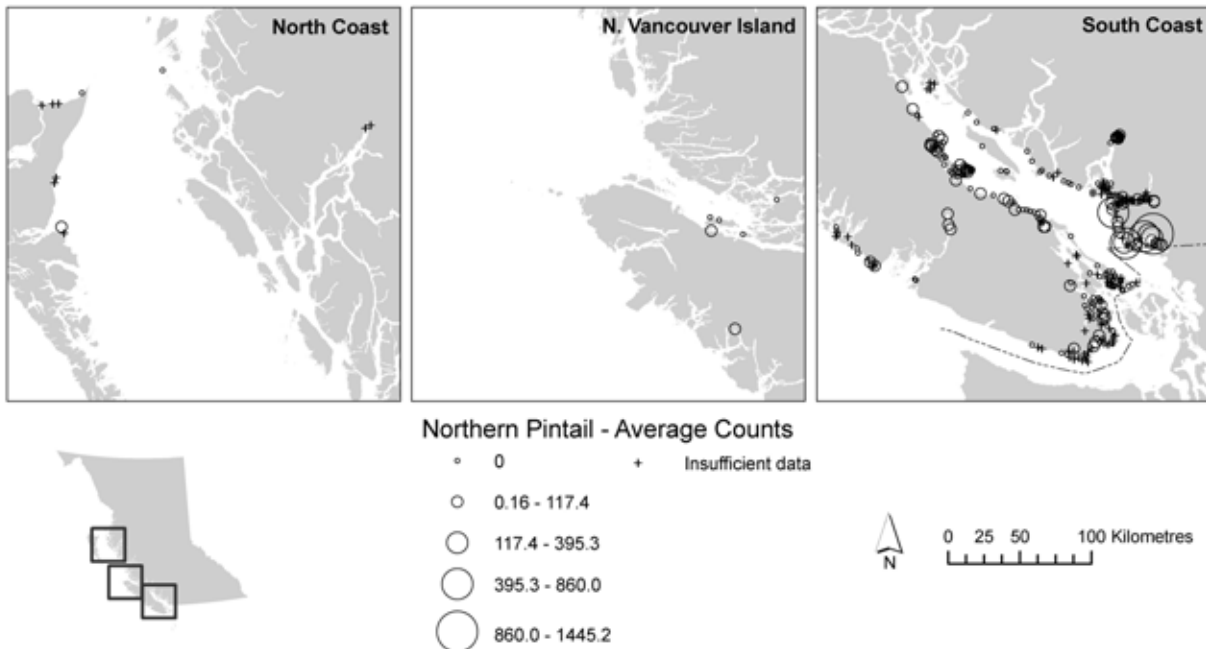 North Coast
N. Vancouver Island
South Coast
Northern Pintail - Average Counts
0
+ Insufficient data
0.16 - 117.4
117.4 - 395.3
395.3 - 860.0
860.0 - 1445.2
N
0 25 50 100 Kilometres